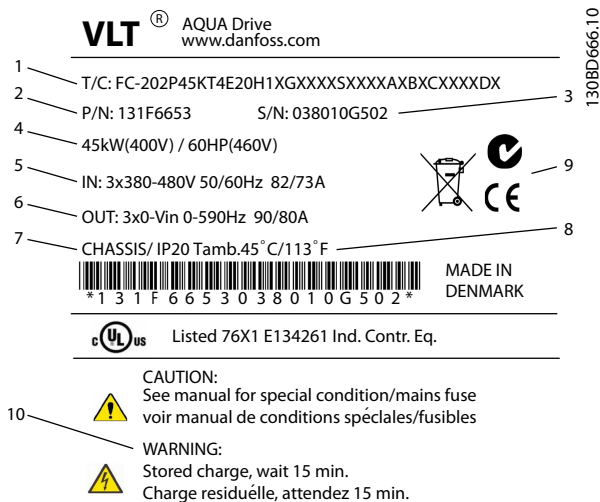 VLT ® AQUA Drive
www.danfoss.com
130BD666.10
1 T/C: FC-202P45KT4E20H1XGXXXXSXXXXAXBXCXXXXDX
2 P/N: 131F6653 S/N: 038010G502 3
4 45kW(400V) / 60HP(460V)
5 IN: 3x380-480V 50/60Hz 82/73A 9
6 OUT: 3x0-Vin 0-590Hz 90/80A
7 CHASSIS/ IP20 Tamb.45˚C/113˚F 8
*131F6653038010G502*
MADE IN
DENMARK
CE
c UL us Listed 76X1 E134261 Ind. Contr. Eq.
CAUTION:
See manual for special condition/mains fuse
voir manual de conditions spéclales/fusibles
10 WARNING:
Stored charge, wait 15 min.
Charge residuélle, attendez 15 min.